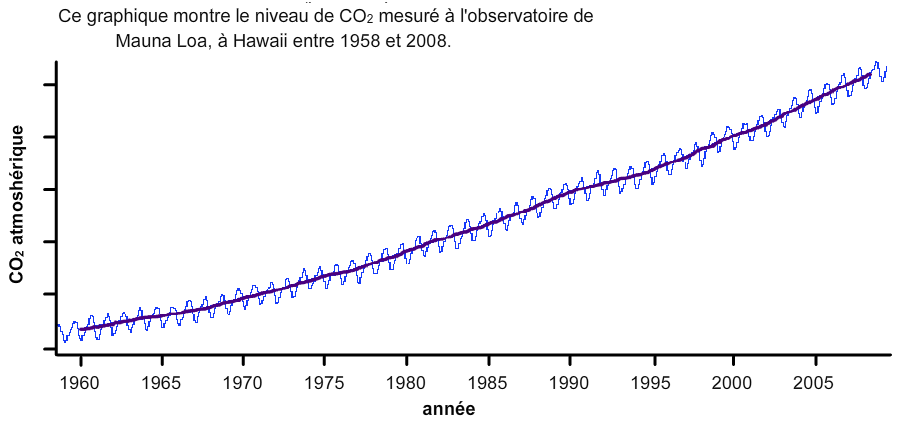 Ce graphique montre le niveau de CO₂ mesuré à l'observatoire de
Mauna Loa, à Hawaii entre 1958 et 2008.
CO₂ atmoshérique
1960 1965 1970 1975 1980 1985 1990 1995 2000 2005
année